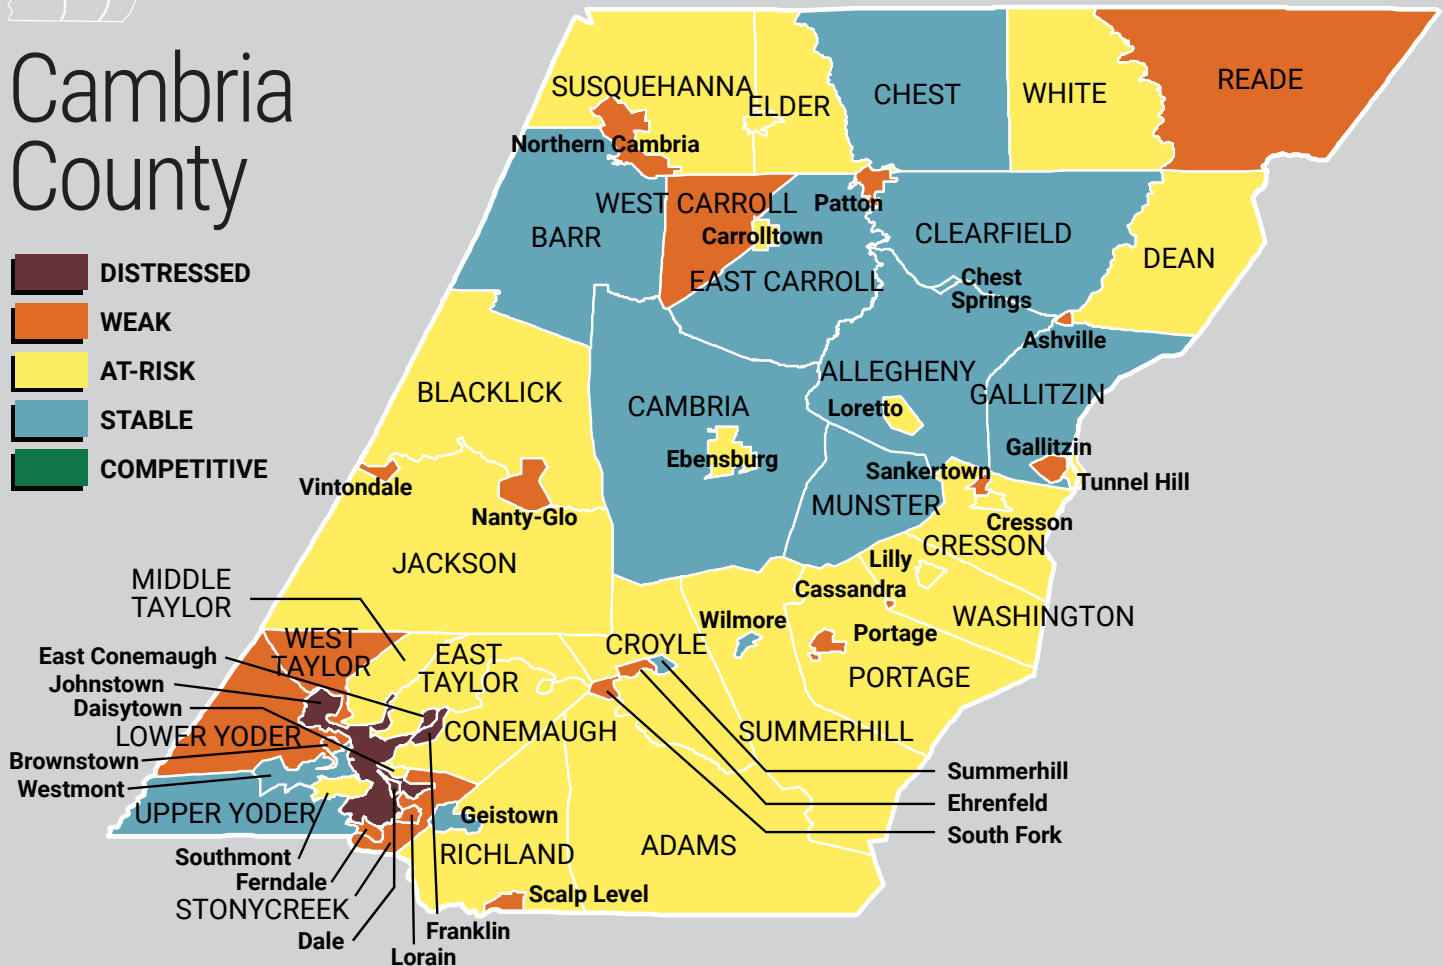 Cambria
County
DISTRESSED
WEAK
AT-RISK
STABLE
COMPETITIVE
SUSQUEHANNA
ELDER
CHEST
WHITE
READE
Northern Cambria
WEST CARROLL
Patton
BARR
Carrolltown
CLEARFIELD
DEAN
EAST CARROLL
Chest
Springs
Ashville
BLACKLICK
CAMBRIA
ALLEGHENY
GALLITZIN
Loretto
Gallitzin
Ebensburg
Sankertown
Tunnel Hill
Vintondale
MUNSTER
Nanty-Glo
Cresson
CRESSON
JACKSON
Lilly
Cassandra
MIDDLE
TAYLOR
WASHINGTON
Wilmore
Portage
WEST
TAYLOR
CROYLE
East Conemaugh
EAST
TAYLOR
PORTAGE
Johnstown
Daisytown
LOWER YODER
CONEMAUGH
SUMMERHILL
Brownstown
Westmont
Summerhill
Ehrenfeld
South Fork
UPPER YODER
Geistown
ADAMS
Southmont
RICHLAND
Ferndale
Scalp Level
STONYCREEK
Dale
Franklin
Lorain